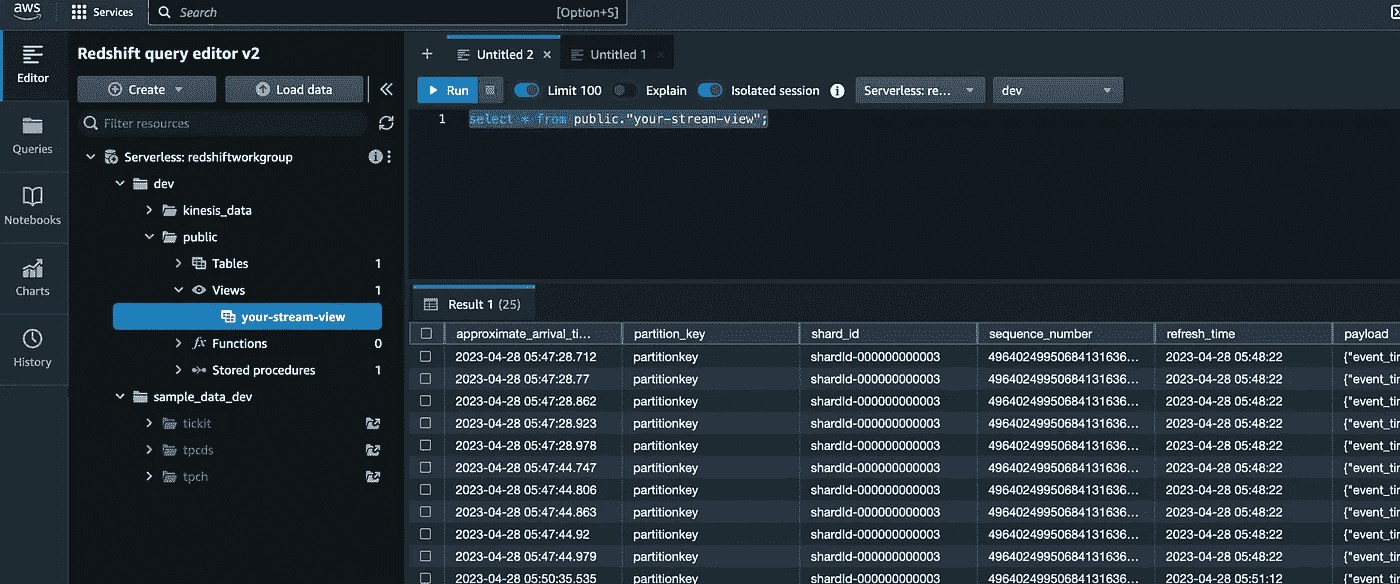 aws
Services
Search [Option+S]
Editor
Queries
Notebooks
Charts
History
Redshift query editor v2
Create
Load data
Filter resources
Serverless: redshiftworkgroup
dev
kinesis_data
public
Tables 1
Views 1
your-stream-view
fx Functions 0
Stored procedures 1
sample_data_dev
tickit
tpcds
tpch
+ Untitled 2 × Untitled 1 ×
Run Limit 100 Explain Isolated session i Serverless: re... dev
1 select * from public."your-stream-view";
Result 1 (25)
approximate_arrival_ti... partition_key shard_id sequence_number refresh_time payload
2023-04-28 05:47:28.712 partitionkey shardId-000000000003 49640249950684131636... 2023-04-28 05:48:22 {"event_tir
2023-04-28 05:47:28.77 partitionkey shardId-000000000003 49640249950684131636... 2023-04-28 05:48:22 {"event_tir
2023-04-28 05:47:28.862 partitionkey shardId-000000000003 49640249950684131636... 2023-04-28 05:48:22 {"event_tir
2023-04-28 05:47:28.923 partitionkey shardId-000000000003 49640249950684131636... 2023-04-28 05:48:22 {"event_tir
2023-04-28 05:47:28.978 partitionkey shardId-000000000003 49640249950684131636... 2023-04-28 05:48:22 {"event_tir
2023-04-28 05:47:44.747 partitionkey shardId-000000000003 49640249950684131636... 2023-04-28 05:48:22 {"event_tir
2023-04-28 05:47:44.806 partitionkey shardId-000000000003 49640249950684131636... 2023-04-28 05:48:22 {"event_tir
2023-04-28 05:47:44.863 partitionkey shardId-000000000003 49640249950684131636... 2023-04-28 05:48:22 {"event_tir
2023-04-28 05:47:44.92 partitionkey shardId-000000000003 49640249950684131636... 2023-04-28 05:48:22 {"event_tir
2023-04-28 05:47:44.979 partitionkey shardId-000000000003 49640249950684131636... 2023-04-28 05:48:22 {"event_tir
2023-04-28 05:50:35.535 partitionkey shardId-000000000003 49640249950684131636... 2023-04-28 05:51:12 {"event_tir